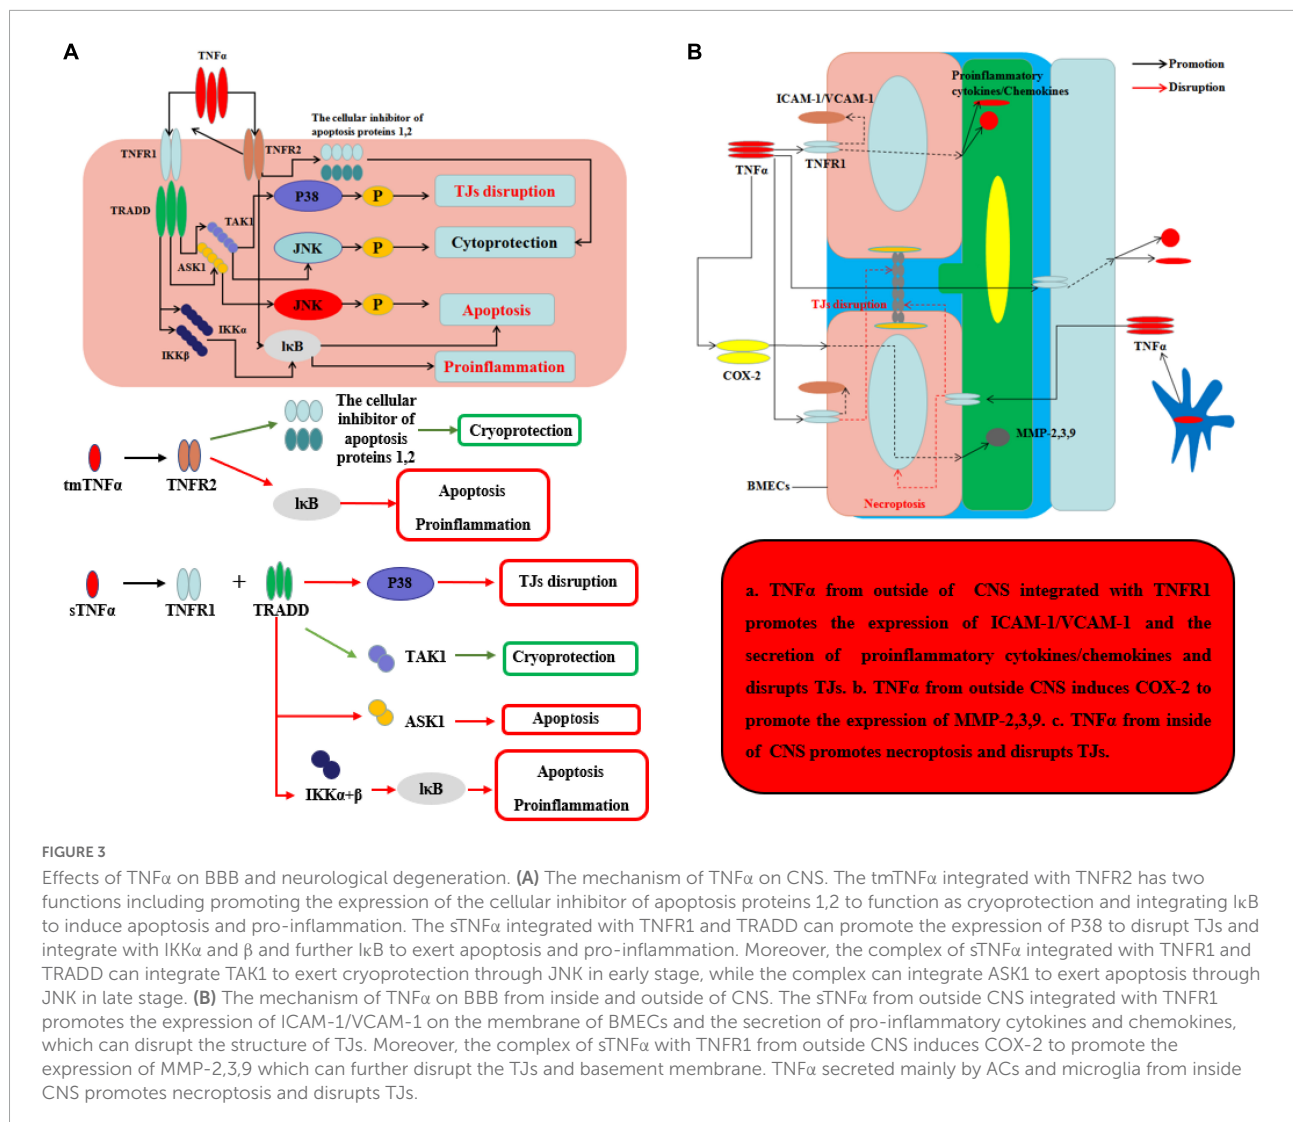 A
TNFα
The cellular inhibitor of
apoptosis proteins 1,2
TNFR1
TNFR2
TRADD
TAK1
ASK1
P38
P
TJs disruption
JNK
P
Cytoprotection
JNK
P
Apoptosis
IKKα
IKKβ
IκB
Proinflammation
tmTNFα
TNFR2
The cellular
inhibitor of
apoptosis
proteins 1,2
Cryoprotection
IκB
Apoptosis
Proinflammation
sTNFα
TNFR1
+
TRADD
P38
TJs disruption
TAK1
Cryoprotection
ASK1
Apoptosis
IKKα+β
IκB
Apoptosis
Proinflammation
B
Promotion
Disruption
ICAM-1/VCAM-1
Proinflammatory
cytokines/Chemokines
TNFα
TNFR1
TJs disruption
COX-2
TNFα
MMP-2,3,9
BMECs
Necroptosis
a. TNFα from outside of CNS integrated with TNFR1
promotes the expression of ICAM-1/VCAM-1 and the
secretion of proinflammatory cytokines/chemokines and
disrupts TJs. b. TNFα from outside CNS induces COX-2 to
promote the expression of MMP-2,3,9. c. TNFα from inside
of CNS promotes necroptosis and disrupts TJs.
FIGURE 3
Effects of TNFα on BBB and neurological degeneration. (A) The mechanism of TNFα on CNS. The tmTNFα integrated with TNFR2 has two
functions including promoting the expression of the cellular inhibitor of apoptosis proteins 1,2 to function as cryoprotection and integrating IκB
to induce apoptosis and pro-inflammation. The sTNFα integrated with TNFR1 and TRADD can promote the expression of P38 to disrupt TJs and
integrate with IKKα and β and further IκB to exert apoptosis and pro-inflammation. Moreover, the complex of sTNFα integrated with TNFR1 and
TRADD can integrate TAK1 to exert cryoprotection through JNK in early stage, while the complex can integrate ASK1 to exert apoptosis through
JNK in late stage. (B) The mechanism of TNFα on BBB from inside and outside of CNS. The sTNFα from outside CNS integrated with TNFR1
promotes the expression of ICAM-1/VCAM-1 on the membrane of BMECs and the secretion of pro-inflammatory cytokines and chemokines,
which can disrupt the structure of TJs. Moreover, the complex of sTNFα with TNFR1 from outside CNS induces COX-2 to promote the
expression of MMP-2,3,9 which can further disrupt the TJs and basement membrane. TNFα secreted mainly by ACs and microglia from inside
CNS promotes necroptosis and disrupts TJs.